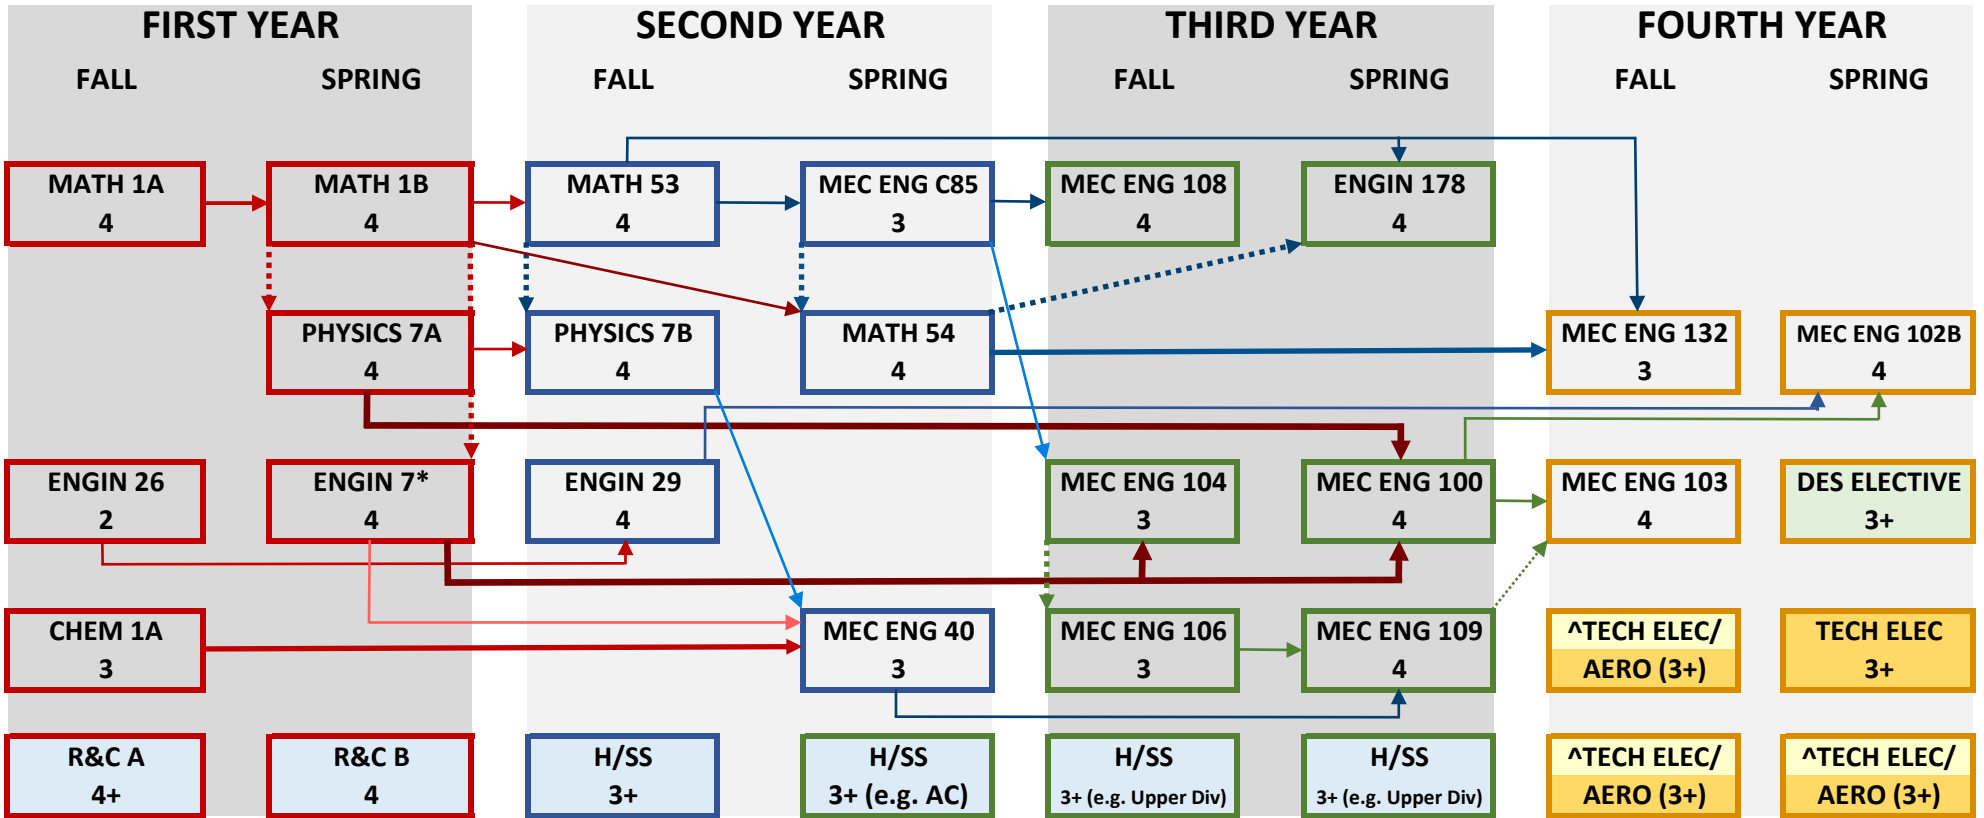 FIRST YEAR
SECOND YEAR
THIRD YEAR
FOURTH YEAR
FALL
SPRING
FALL
SPRING
FALL
SPRING
FALL
SPRING
MATH 1A
4
MATH 1B
4
MATH 53
4
MEC ENG C85
3
MEC ENG 108
4
ENGIN 178
4
PHYSICS 7A
4
PHYSICS 7B
4
MATH 54
4
MEC ENG 132
3
MEC ENG 102B
4
ENGIN 26
2
ENGIN 7*
4
ENGIN 29
4
MEC ENG 104
3
MEC ENG 100
4
MEC ENG 103
4
DES ELECTIVE
3+
CHEM 1A
3
MEC ENG 40
3
MEC ENG 106
3
MEC ENG 109
4
^TECH ELEC/
AERO (3+)
TECH ELEC
3+
R&C A
4+
R&C B
4
H/SS
3+
H/SS
3+ (e.g. AC)
H/SS
3+ (e.g. Upper Div)
H/SS
3+ (e.g. Upper Div)
^TECH ELEC/
AERO (3+)
^TECH ELEC/
AERO (3+)